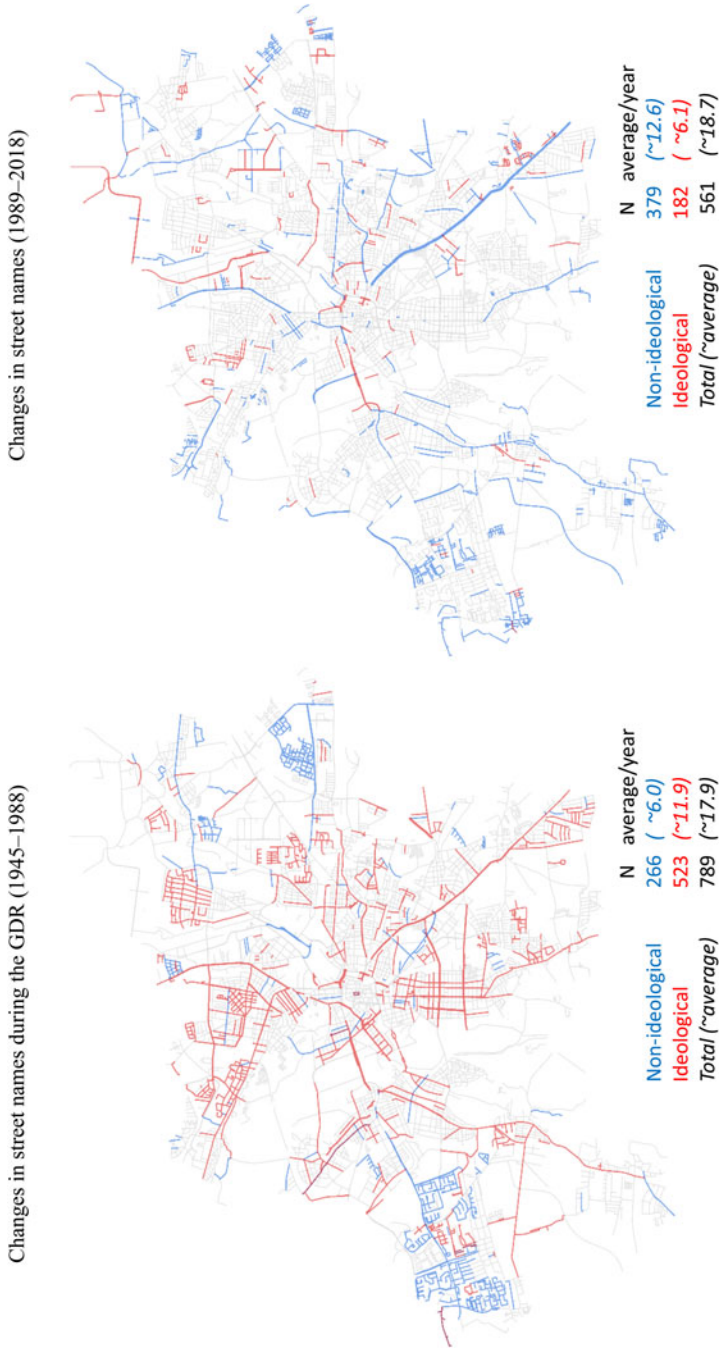 Changes in street names during the GDR (1945–1988)
N average/year
Non-ideological 266 ( ~6.0)
Ideological 523 (~11.9)
Total (~average) 789 (~17.9)
Changes in street names (1989–2018)
N average/year
Non-ideological 379 (~12.6)
Ideological 182 ( ~6.1)
Total (~average) 561 (~18.7)